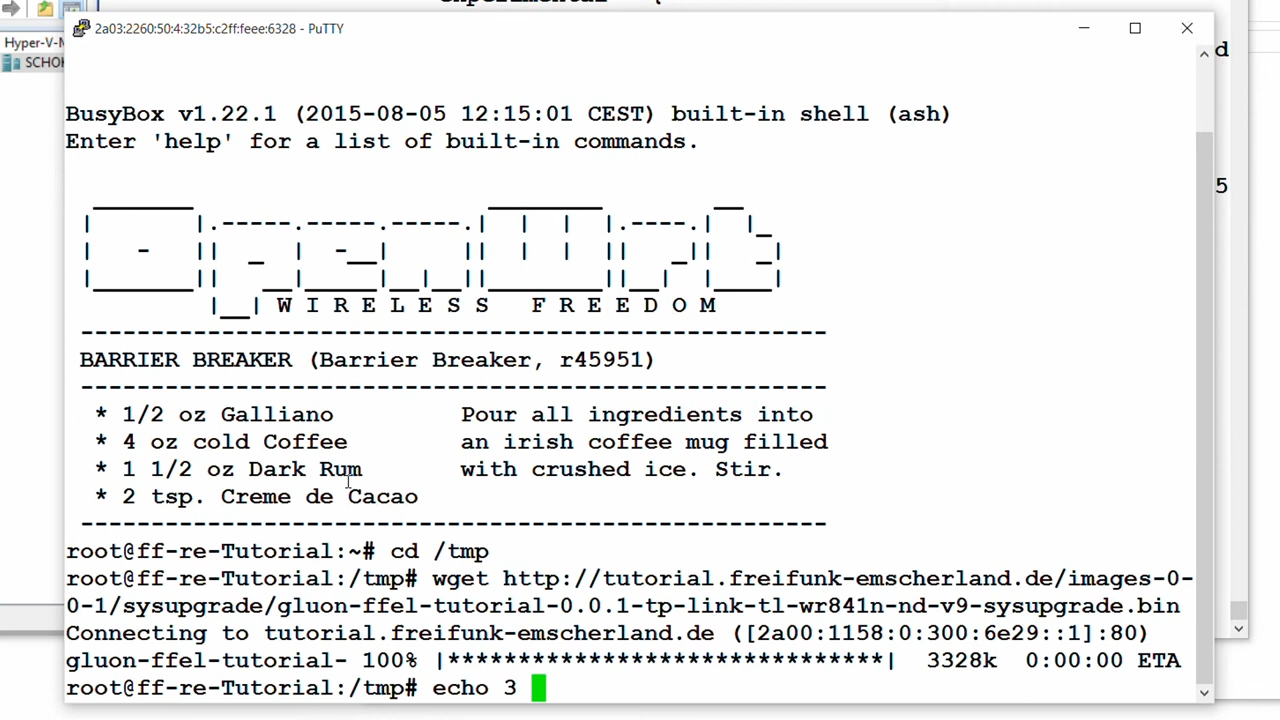 experimental
2a03:2260:50:4:32b5:c2ff:feee:6328 - PuTTY
Hyper-V-M
SCHOK
d
5
BusyBox v1.22.1 (2015-08-05 12:15:01 CEST) built-in shell (ash)
Enter 'help' for a list of built-in commands.
OpenWrt
W I R E L E S S   F R E E D O M
-----------------------------------------------------
BARRIER BREAKER (Barrier Breaker, r45951)
-----------------------------------------------------
* 1/2 oz Galliano         Pour all ingredients into
* 4 oz cold Coffee        an irish coffee mug filled
* 1 1/2 oz Dark Rum       with crushed ice. Stir.
* 2 tsp. Creme de Cacao
-----------------------------------------------------
root@ff-re-Tutorial:~# cd /tmp
root@ff-re-Tutorial:/tmp# wget http://tutorial.freifunk-emscherland.de/images-0-
0-1/sysupgrade/gluon-ffel-tutorial-0.0.1-tp-link-tl-wr841n-nd-v9-sysupgrade.bin
Connecting to tutorial.freifunk-emscherland.de ([2a00:1158:0:300:6e29::1]:80)
gluon-ffel-tutorial- 100% |*******************************|  3328k  0:00:00 ETA
root@ff-re-Tutorial:/tmp# echo 3